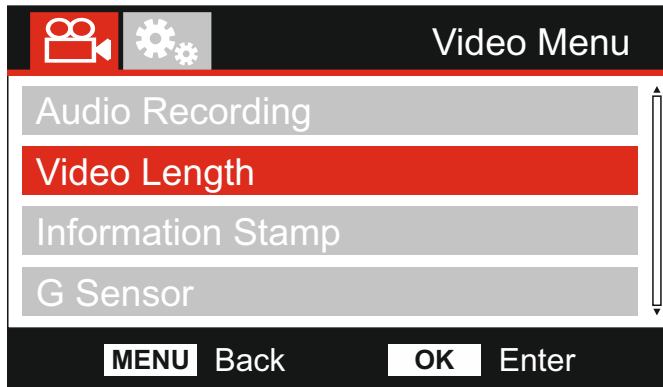 Video Menu
Audio Recording
Video Length
Information Stamp
G Sensor
MENU Back OK Enter